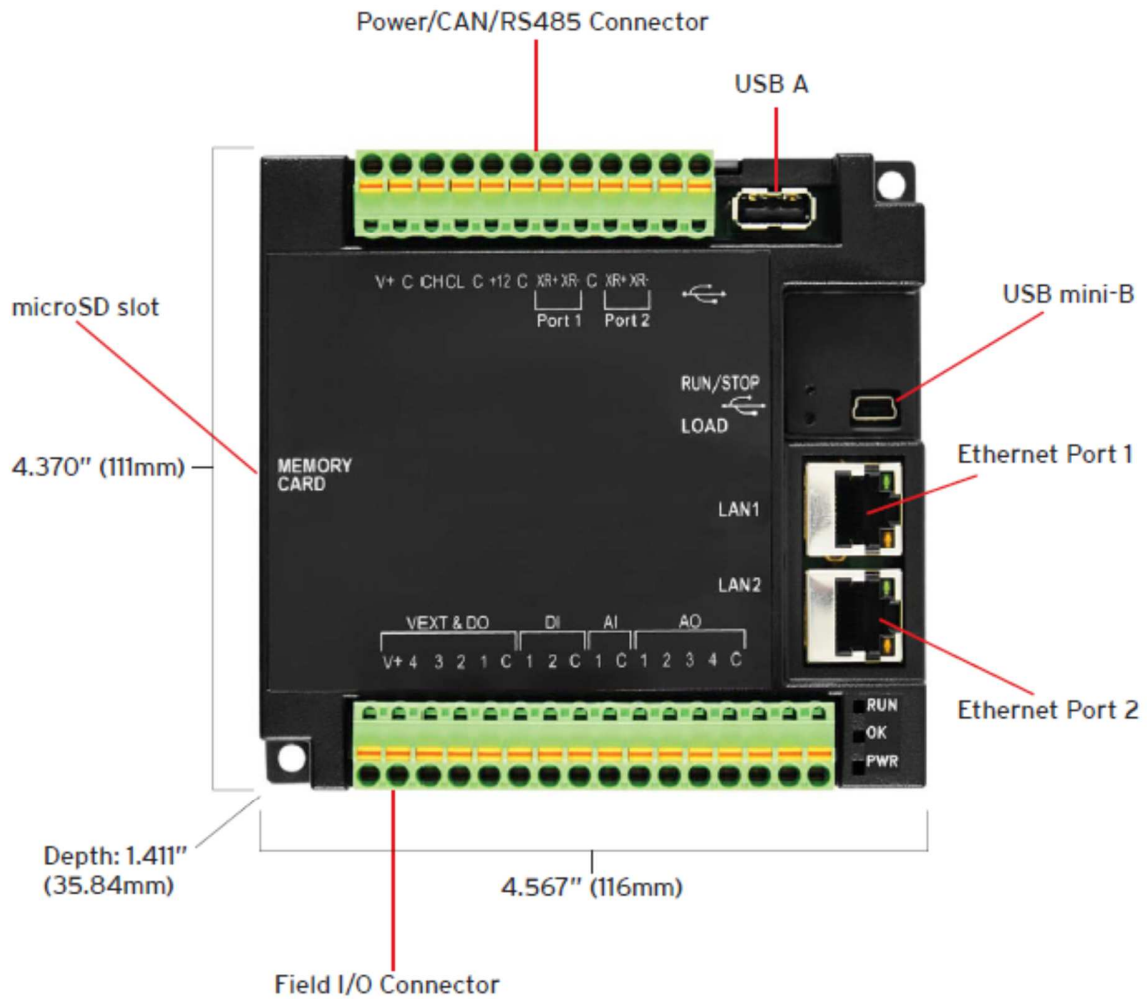 Power/CAN/RS485 Connector
USB A
V+ C CH CL C +12 C XR+ XR- C XR+ XR-
Port 1 Port 2
microSD slot
USB mini-B
RUN/STOP
LOAD
4.370" (111mm)
MEMORY
CARD
Ethernet Port 1
LAN1
LAN2
VEXT & DO DI AI AO
V+ 4 3 2 1 C 1 2 C 1 C 1 2 3 4 C
RUN
Ethernet Port 2
OK
PWR
Depth: 1.411"
(35.84mm)
4.567" (116mm)
Field I/O Connector